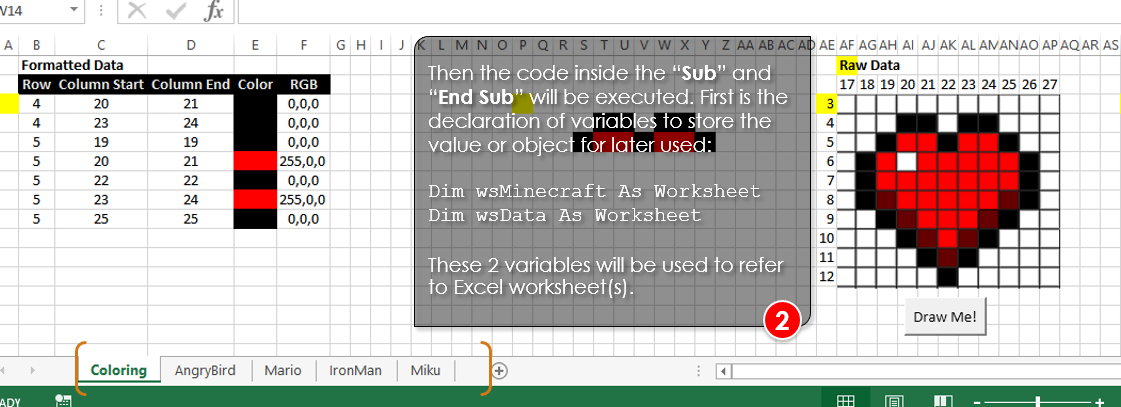 W14
fx
A B C D E F G H I J K L M N O P Q R S T U V W X Y Z AA AB AC AD AE AF AG AH AI AJ AK AL AM AN AO AP AQ AR AS
Formatted Data
Row Column Start Column End Color RGB
4 20 21 0,0,0
4 23 24 0,0,0
5 19 19 0,0,0
5 20 21 255,0,0
5 22 22 0,0,0
5 23 24 255,0,0
5 25 25 0,0,0
Then the code inside the “Sub” and
“End Sub” will be executed. First is the
declaration of variables to store the
value or object for later used:
Dim wsMinecraft As Worksheet
Dim wsData As Worksheet
These 2 variables will be used to refer
to Excel worksheet(s).
2
Raw Data
17 18 19 20 21 22 23 24 25 26 27
3
4
5
6
7
8
9
10
11
12
Draw Me!
Coloring AngryBird Mario IronMan Miku
ADY